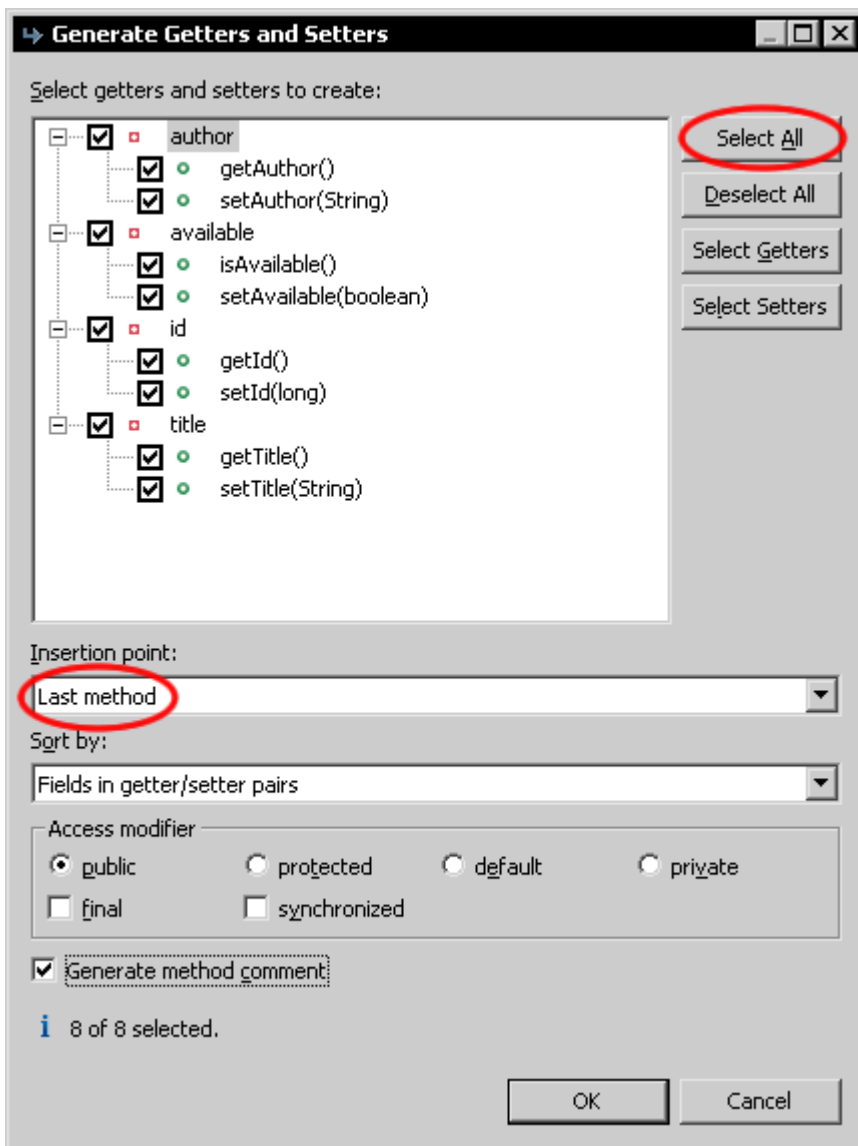 Generate Getters and Setters
Select getters and setters to create:
author
getAuthor()
setAuthor(String)
available
isAvailable()
setAvailable(boolean)
id
getId()
setId(long)
title
getTitle()
setTitle(String)
Select All
Deselect All
Select Getters
Select Setters
Insertion point:
Last method
Sort by:
Fields in getter/setter pairs
Access modifier
public protected default private
final synchronized
Generate method comment
i 8 of 8 selected.
OK Cancel